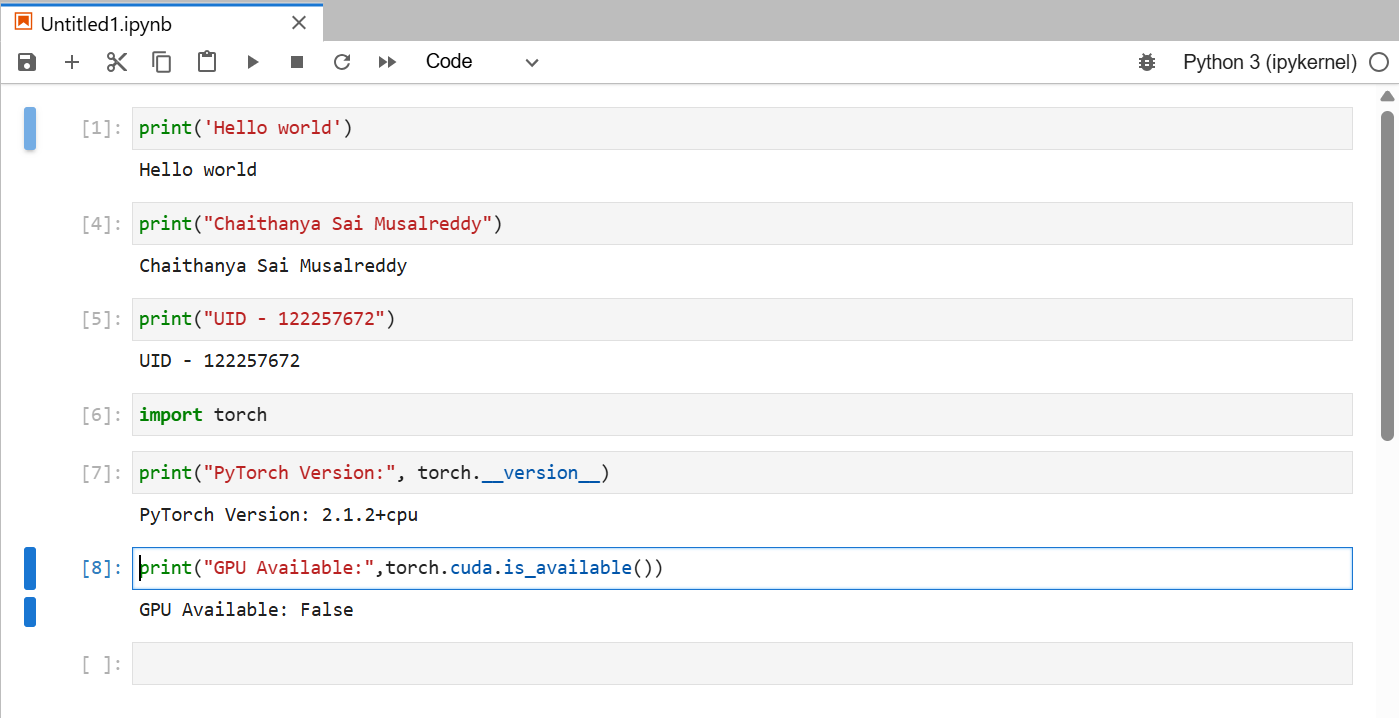 Untitled1.ipynb
Code
Python 3 (ipykernel)
[1]: print('Hello world')
Hello world
[4]: print("Chaithanya Sai Musalreddy")
Chaithanya Sai Musalreddy
[5]: print("UID - 122257672")
UID - 122257672
[6]: import torch
[7]: print("PyTorch Version:", torch.__version__)
PyTorch Version: 2.1.2+cpu
[8]: print("GPU Available:",torch.cuda.is_available())
GPU Available: False
[ ]: